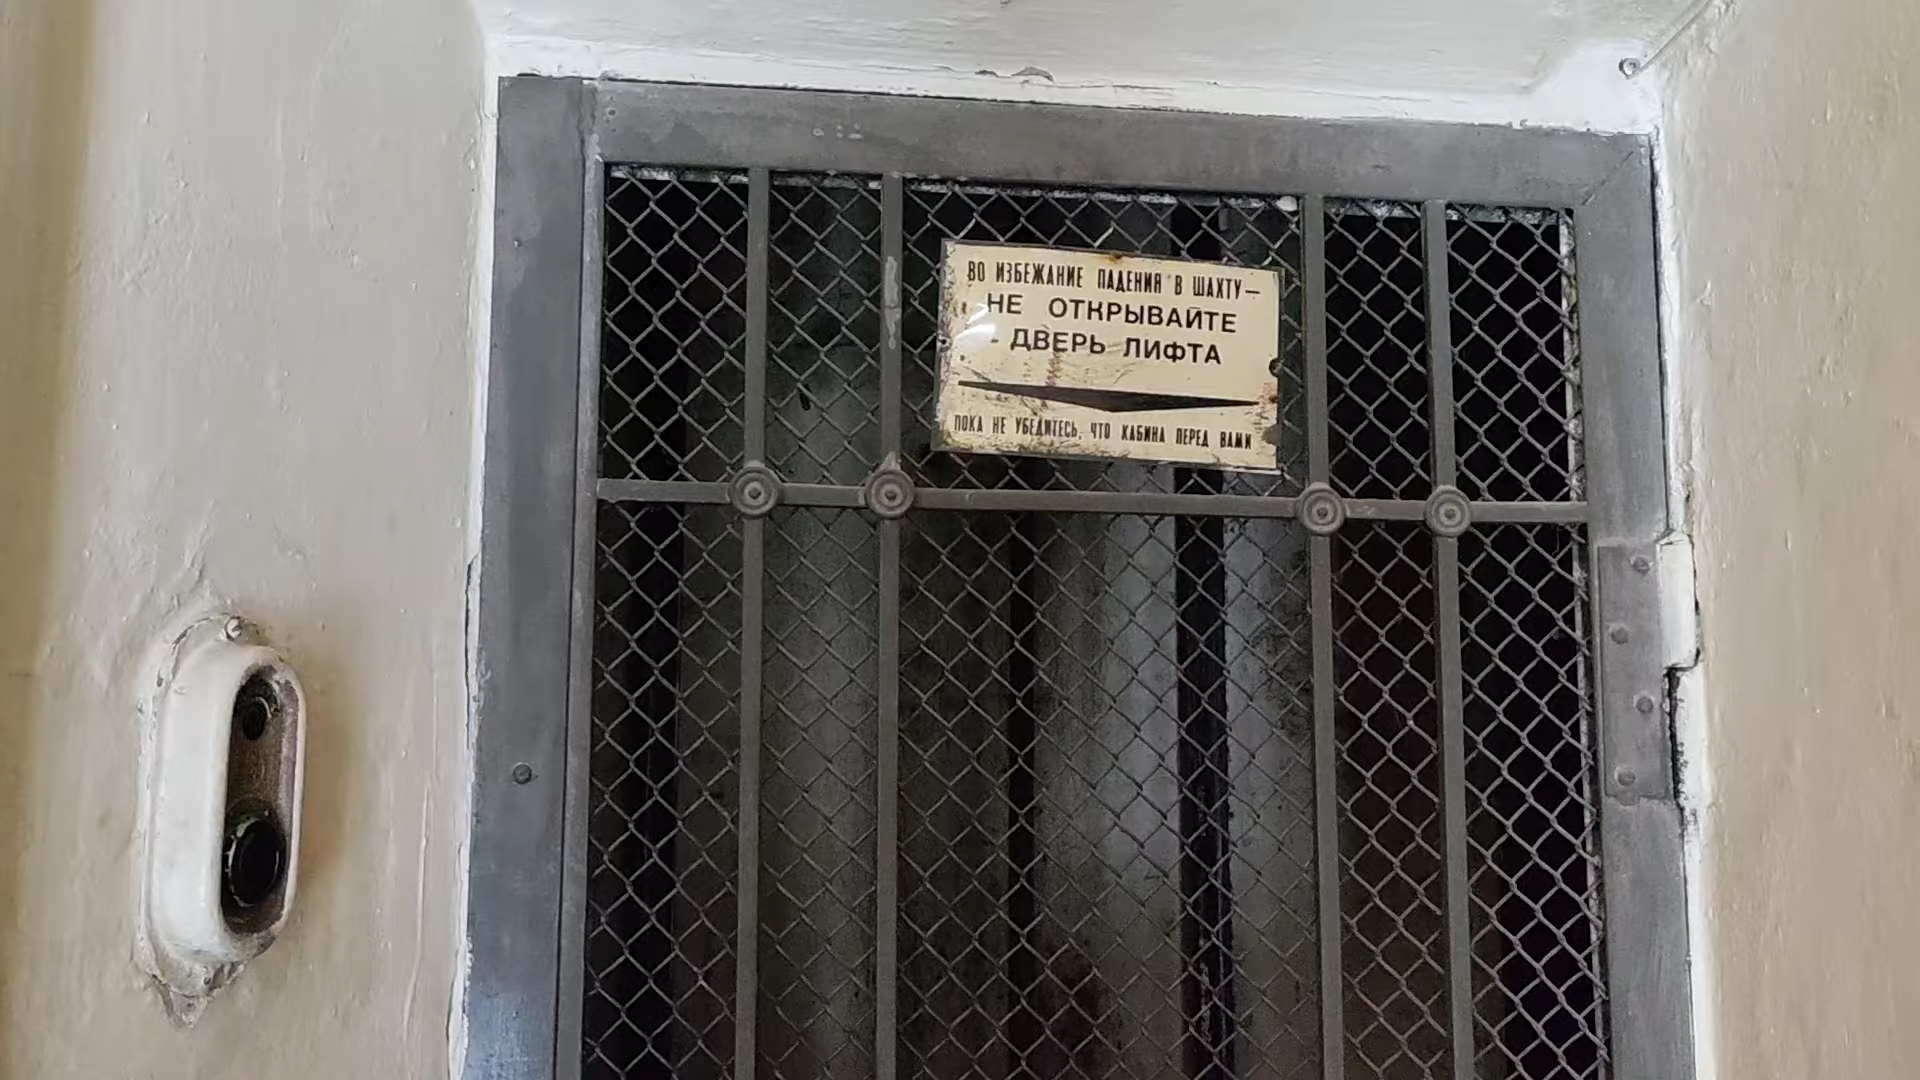 ВО ИЗБЕЖАНИЕ ПАДЕНИЯ В ШАХТУ —
НЕ ОТКРЫВАЙТЕ
ДВЕРЬ ЛИФТА
ПОКА НЕ УБЕДИТЕСЬ, ЧТО КАБИНА ПЕРЕД ВАМИ